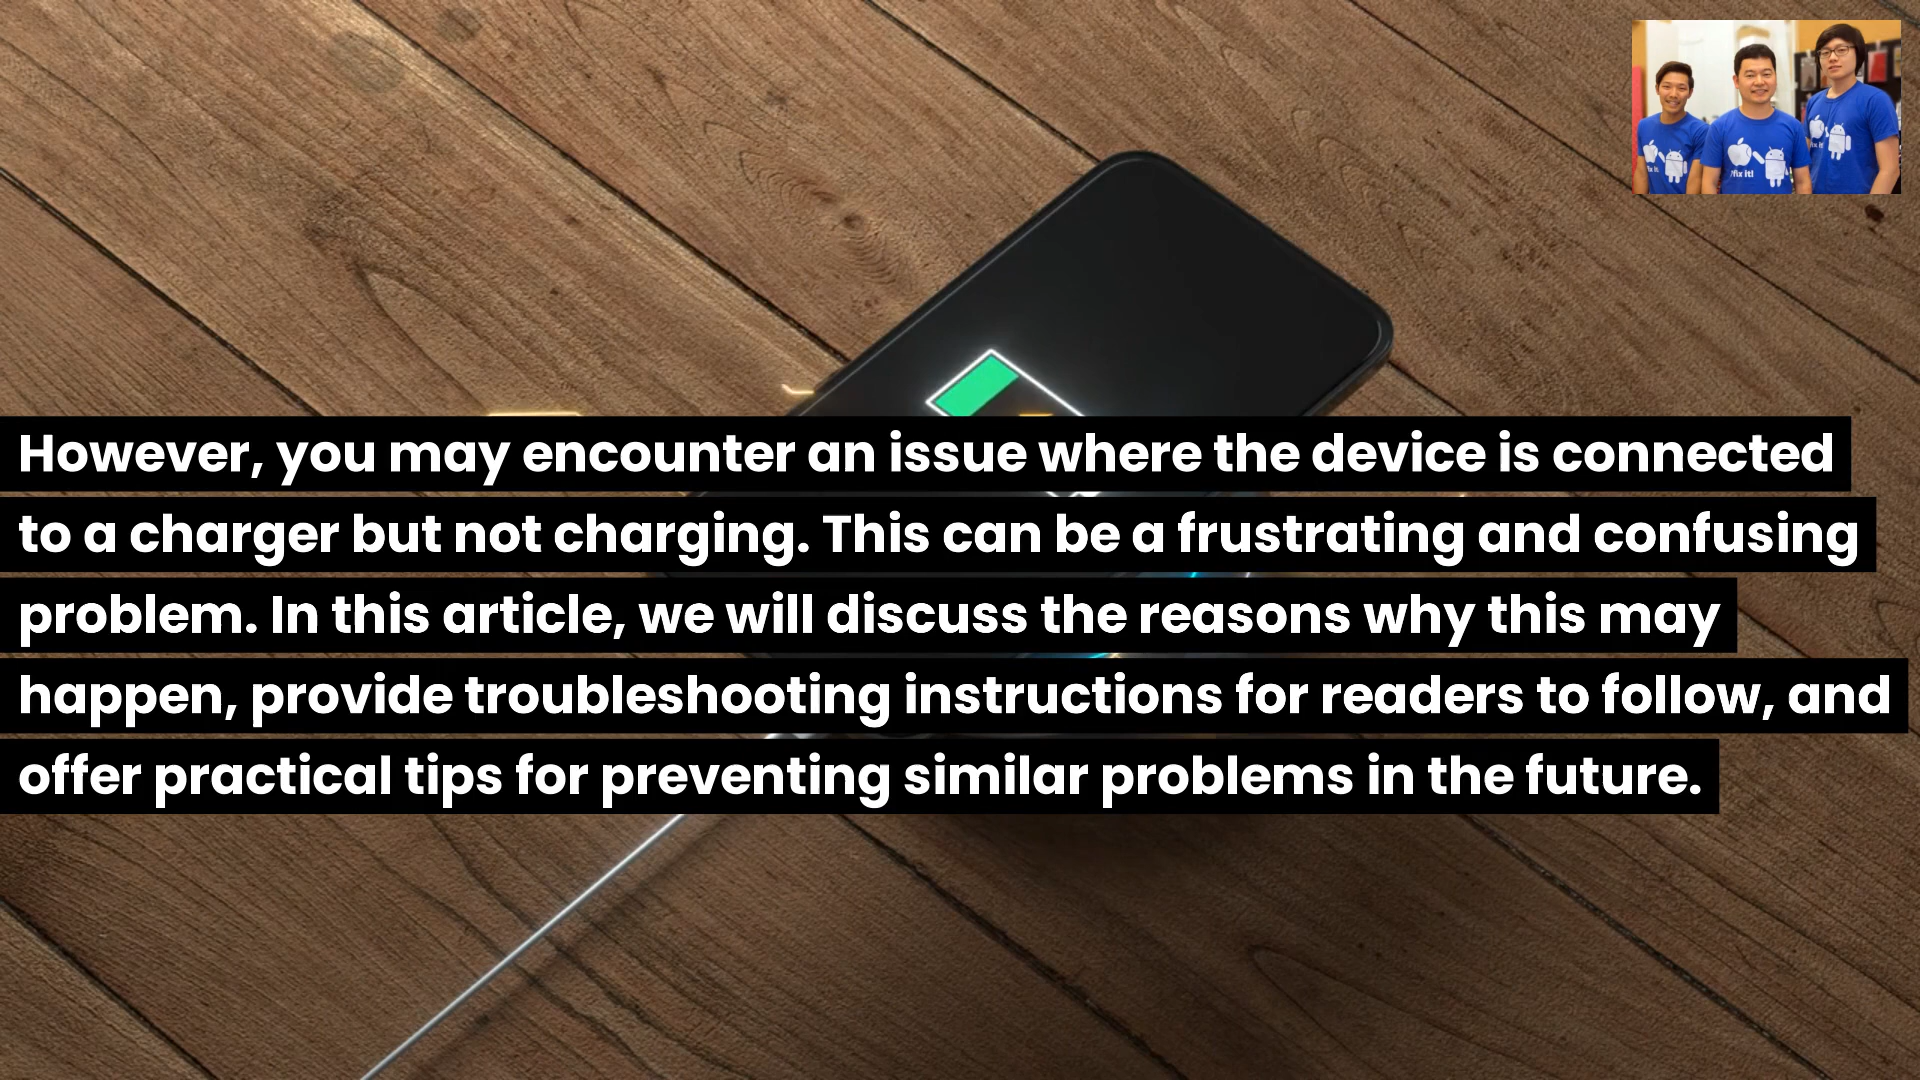 However, you may encounter an issue where the device is connected
to a charger but not charging. This can be a frustrating and confusing
problem. In this article, we will discuss the reasons why this may
happen, provide troubleshooting instructions for readers to follow, and
offer practical tips for preventing similar problems in the future.
fix it!